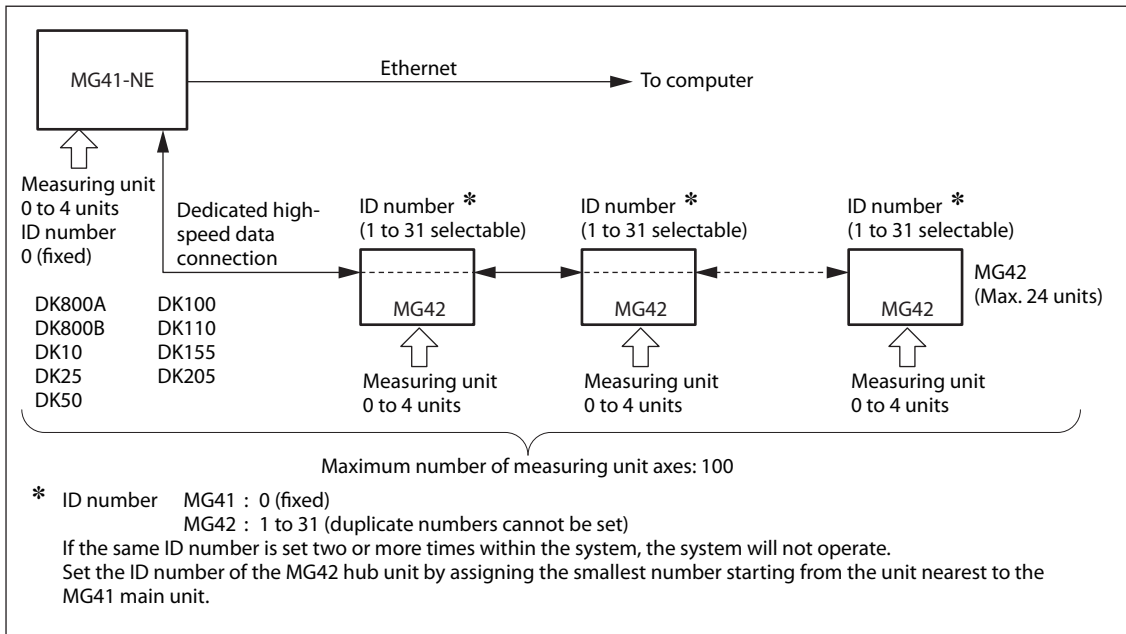 MG41-NE
Ethernet
To computer
Measuring unit
0 to 4 units
ID number
0 (fixed)
Dedicated high-
speed data
connection
ID number *
(1 to 31 selectable)
MG42
Measuring unit
0 to 4 units
ID number *
(1 to 31 selectable)
MG42
Measuring unit
0 to 4 units
ID number *
(1 to 31 selectable)
MG42
MG42
(Max. 24 units)
Measuring unit
0 to 4 units
DK800A DK100
DK800B DK110
DK10 DK155
DK25 DK205
DK50
Maximum number of measuring unit axes: 100
* ID number MG41 : 0 (fixed)
MG42 : 1 to 31 (duplicate numbers cannot be set)
If the same ID number is set two or more times within the system, the system will not operate.
Set the ID number of the MG42 hub unit by assigning the smallest number starting from the unit nearest to the
MG41 main unit.